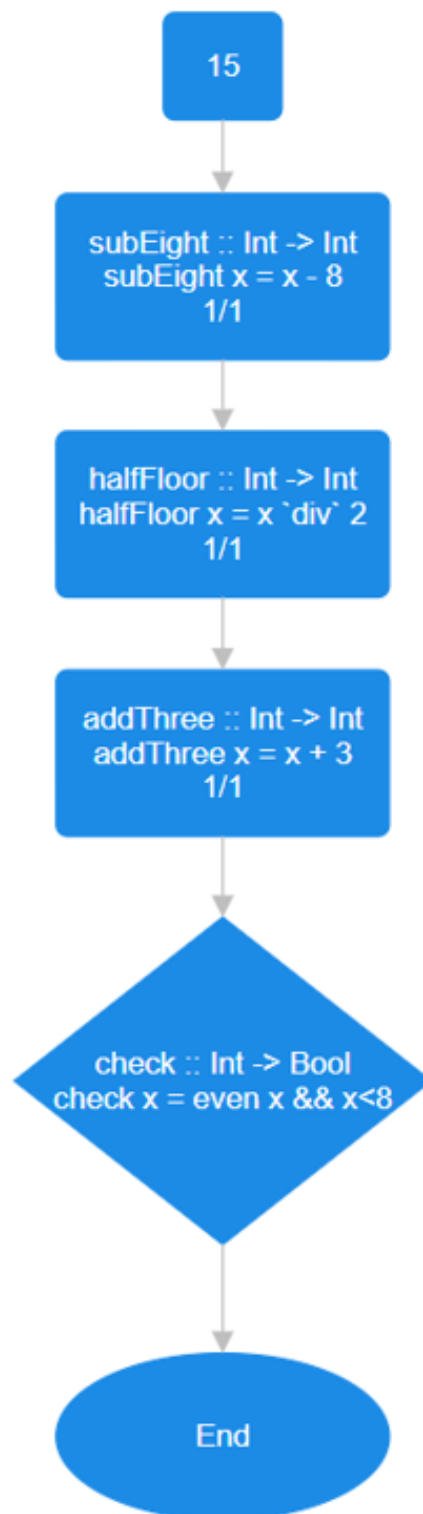 15
subEight :: Int -> Int
subEight x = x - 8
1/1
halfFloor :: Int -> Int
halfFloor x = x `div` 2
1/1
addThree :: Int -> Int
addThree x = x + 3
1/1
check :: Int -> Bool
check x = even x && x<8
End